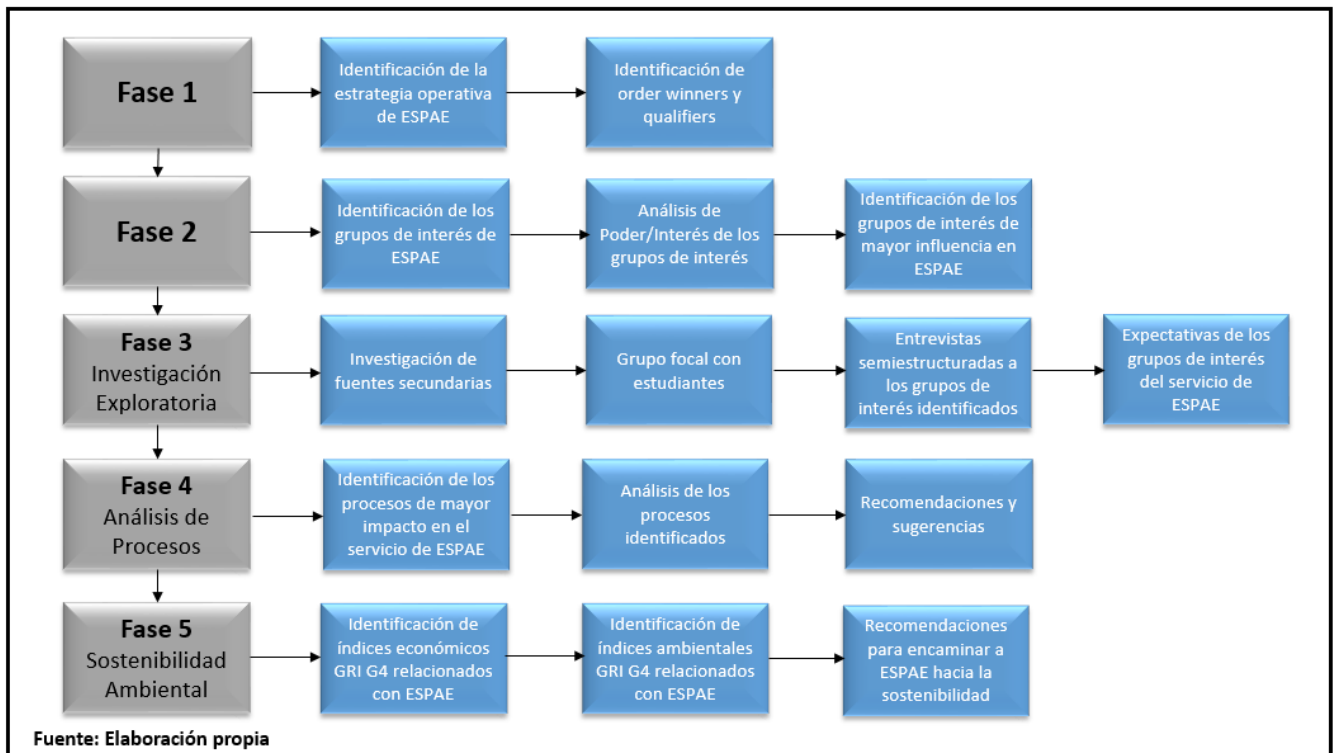 Fase 1
Identificación de la
estrategia operativa
de ESPAE
Identificación de
order winners y
qualifiers
Fase 2
Identificación de los
grupos de interés de
ESPAE
Análisis de
Poder/Interés de los
grupos de interés
Identificación de los
grupos de interés de
mayor influencia en
ESPAE
Fase 3
Investigación
Exploratoria
Investigación de
fuentes secundarias
Grupo focal con
estudiantes
Entrevistas
semiestructuradas a
los grupos de
interés identificados
Expectativas de los
grupos de interés
del servicio de
ESPAE
Fase 4
Análisis de
Procesos
Identificación de los
procesos de mayor
impacto en el
servicio de ESPAE
Análisis de los
procesos
identificados
Recomendaciones y
sugerencias
Fase 5
Sostenibilidad
Ambiental
Identificación de
índices económicos
GRI G4 relacionados
con ESPAE
Identificación de
índices ambientales
GRI G4 relacionados
con ESPAE
Recomendaciones
para encaminar a
ESPAE hacia la
sostenibilidad
Fuente: Elaboración propia